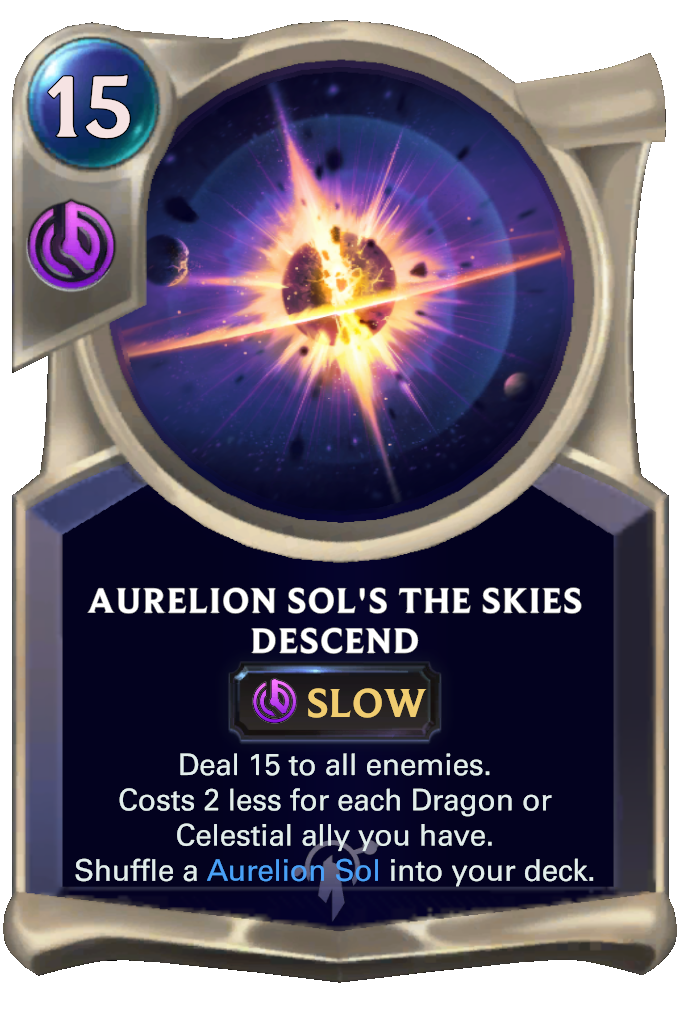 15
AURELION SOL'S THE SKIES
DESCEND
SLOW
Deal 15 to all enemies.
Costs 2 less for each Dragon or
Celestial ally you have.
Shuffle a Aurelion Sol into your deck.